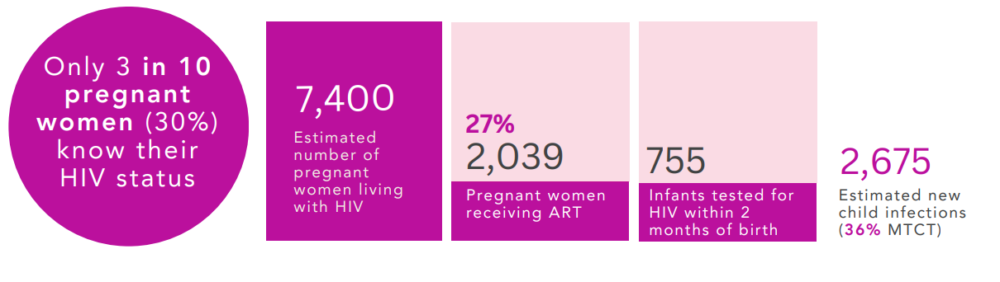 Only 3 in 10
pregnant
women (30%)
know their
HIV status
7,400
Estimated
number of
pregnant
women living
with HIV
27%
2,039
Pregnant women
receiving ART
755
Infants tested for
HIV within 2
months of birth
2,675
Estimated new
child infections
(36% MTCT)